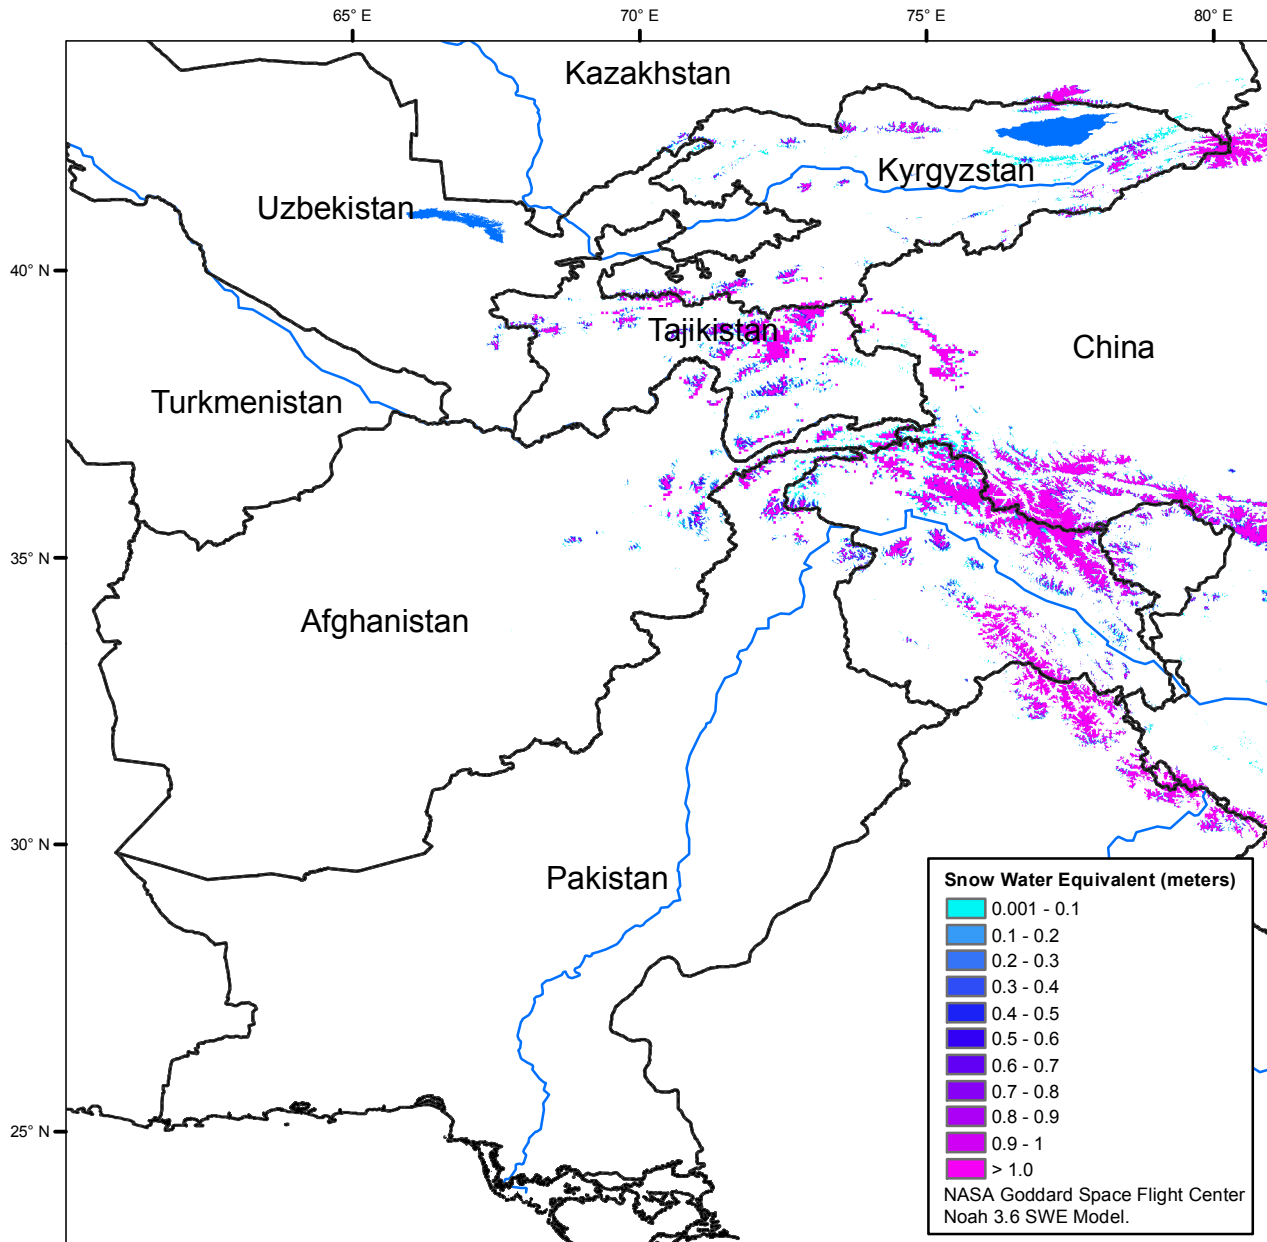 65° E
70° E
75° E
80° E
Kazakhstan
Kyrgyzstan
Uzbekistan
40° N
Tajikistan
China
Turkmenistan
35° N
Afghanistan
30° N
Pakistan
25° N
Snow Water Equivalent (meters)
0.001 - 0.1
0.1 - 0.2
0.2 - 0.3
0.3 - 0.4
0.4 - 0.5
0.5 - 0.6
0.6 - 0.7
0.7 - 0.8
0.8 - 0.9
0.9 - 1
> 1.0
NASA Goddard Space Flight Center
Noah 3.6 SWE Model.